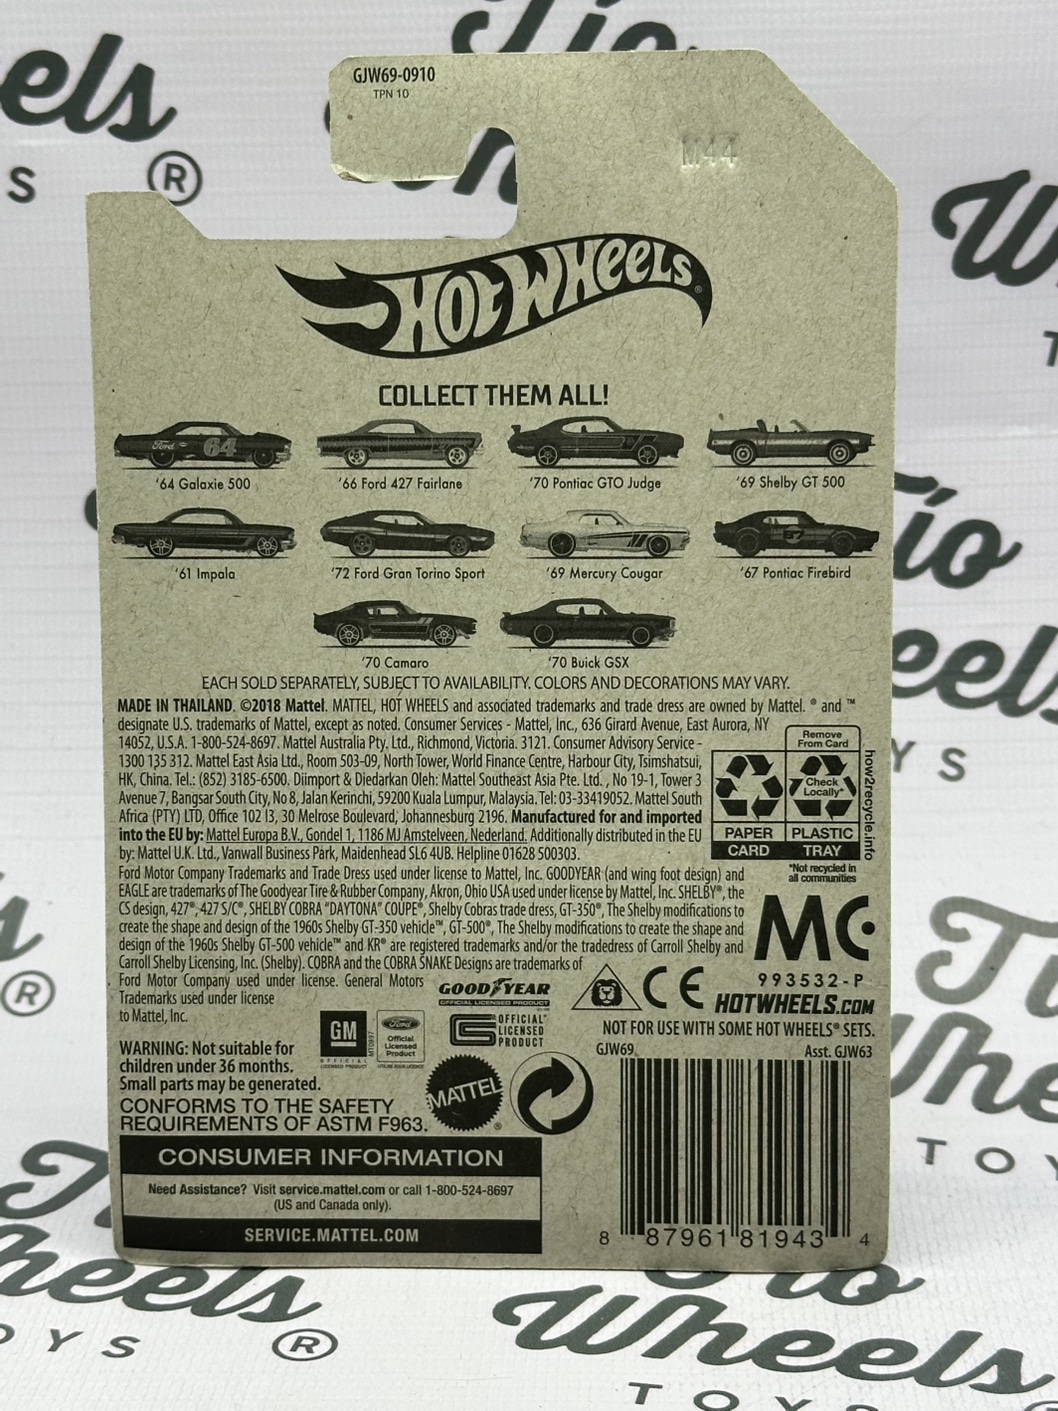 GJW69-0910
TPN 10
M44
HOT WHEELS®
COLLECT THEM ALL!
Ford 64
'64 Galaxie 500
'66 Ford 427 Fairlane
'70 Pontiac GTO Judge
'69 Shelby GT 500
'61 Impala
'72 Ford Gran Torino Sport
'69 Mercury Cougar
67
'67 Pontiac Firebird
'70 Camaro
'70 Buick GSX
EACH SOLD SEPARATELY, SUBJECT TO AVAILABILITY. COLORS AND DECORATIONS MAY VARY.
MADE IN THAILAND. ©2018 Mattel. MATTEL, HOT WHEELS and associated trademarks and trade dress are owned by Mattel. ® and ™
designate U.S. trademarks of Mattel, except as noted. Consumer Services - Mattel, Inc., 636 Girard Avenue, East Aurora, NY
14052, U.S.A. 1-800-524-8697. Mattel Australia Pty. Ltd., Richmond, Victoria. 3121. Consumer Advisory Service -
1300 135 312. Mattel East Asia Ltd., Room 503-09, North Tower, World Finance Centre, Harbour City, Tsimshatsui,
HK, China. Tel.: (852) 3185-6500. Diimport & Diedarkan Oleh: Mattel Southeast Asia Pte. Ltd. , No 19-1, Tower 3
Avenue 7, Bangsar South City, No 8, Jalan Kerinchi, 59200 Kuala Lumpur, Malaysia. Tel: 03-33419052. Mattel South
Africa (PTY) LTD, Office 102 I3, 30 Melrose Boulevard, Johannesburg 2196. Manufactured for and imported
into the EU by: Mattel Europa B.V., Gondel 1, 1186 MJ Amstelveen, Nederland. Additionally distributed in the EU
by: Mattel U.K. Ltd., Vanwall Business Park, Maidenhead SL6 4UB. Helpline 01628 500303.
Remove
From Card
Check
Locally*
PAPER
CARD
PLASTIC
TRAY
how2recycle.info
*Not recycled in
all communities
Ford Motor Company Trademarks and Trade Dress used under license to Mattel, Inc. GOODYEAR (and wing foot design) and
EAGLE are trademarks of The Goodyear Tire & Rubber Company, Akron, Ohio USA used under license by Mattel, Inc. SHELBY®, the
CS design, 427®, 427 S/C®, SHELBY COBRA "DAYTONA" COUPE®, Shelby Cobras trade dress, GT-350®, The Shelby modifications to
create the shape and design of the 1960s Shelby GT-350 vehicle™, GT-500®, The Shelby modifications to create the shape and
design of the 1960s Shelby GT-500 vehicle™ and KR® are registered trademarks and/or the tradedress of Carroll Shelby and
Carroll Shelby Licensing, Inc. (Shelby). COBRA and the COBRA SNAKE Designs are trademarks of
Ford Motor Company used under license. General Motors
Trademarks used under license
to Mattel, Inc.
GOODYEAR
OFFICIAL LICENSED PRODUCT
GM
OFFICIAL
LICENSED
PRODUCT
Ford
Official
Licensed
Product
OFFICIAL™
LICENSED
PRODUCT
MC
993532-P
CE
HOTWHEELS.COM
NOT FOR USE WITH SOME HOT WHEELS® SETS.
GJW69
Asst. GJW63
WARNING: Not suitable for
children under 36 months.
Small parts may be generated.
CONFORMS TO THE SAFETY
REQUIREMENTS OF ASTM F963.
MATTEL®
CONSUMER INFORMATION
Need Assistance? Visit service.mattel.com or call 1-800-524-8697
(US and Canada only).
SERVICE.MATTEL.COM
8 87961 81943 4
Tío
Wheels
TOYS
®